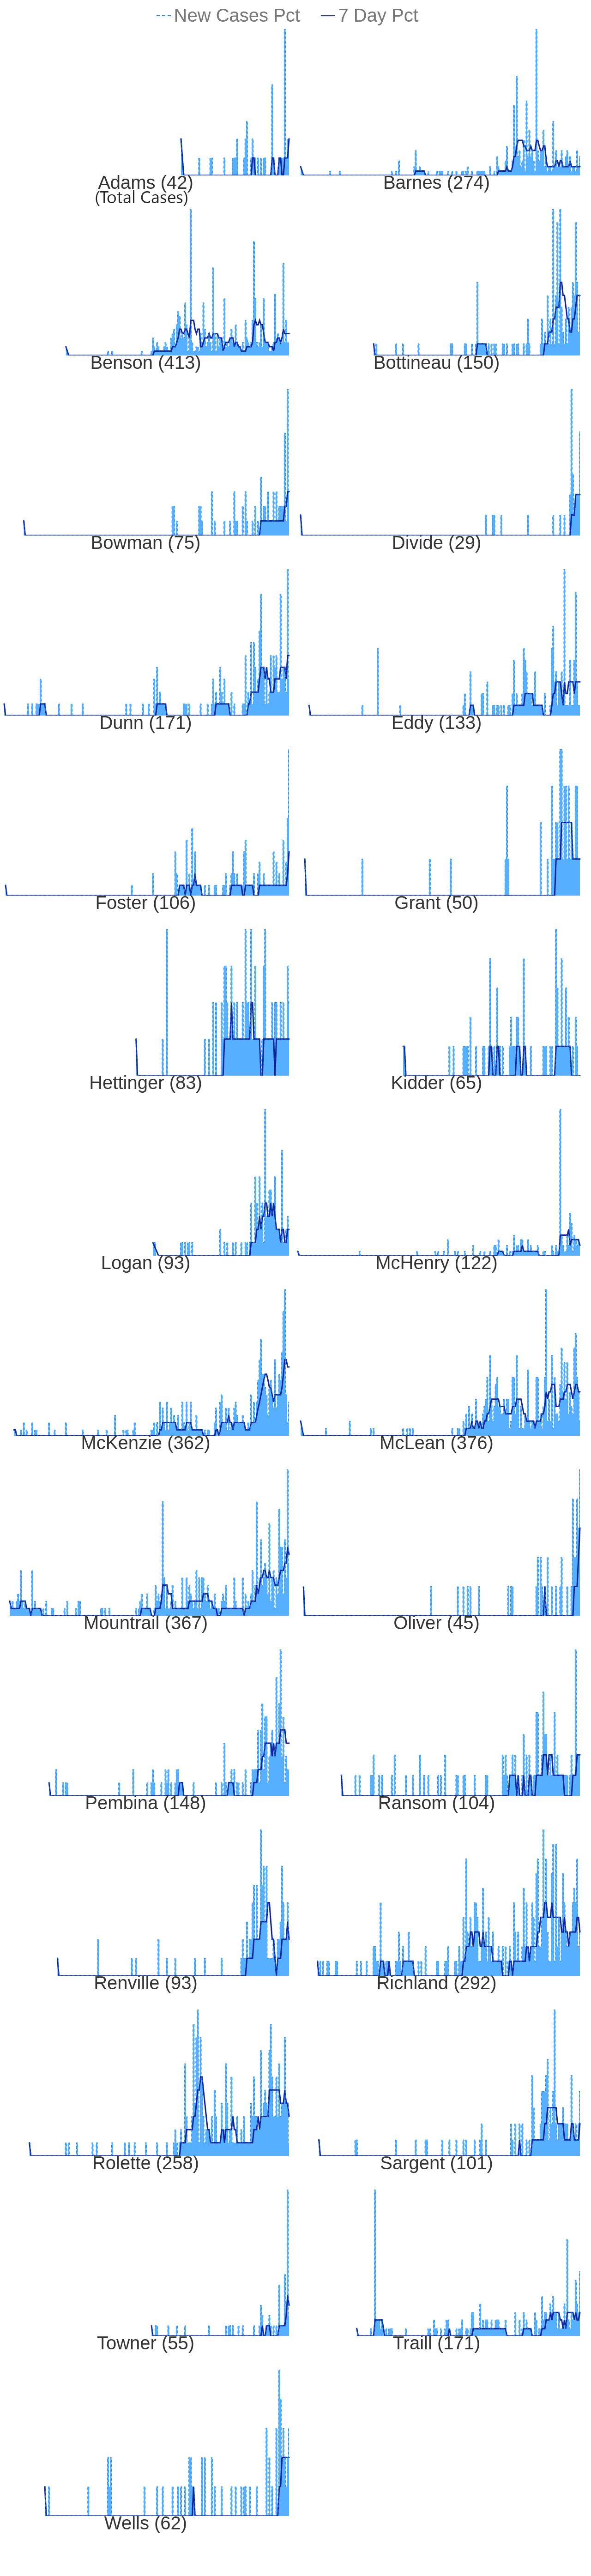 New Cases Pct 7 Day Pct
Adams (42) Barnes (274)
(Total Cases)
Benson (413) Bottineau (150)
Bowman (75) Divide (29)
Dunn (171) Eddy (133)
Foster (106) Grant (50)
Hettinger (83) Kidder (65)
Logan (93) McHenry (122)
McKenzie (362) McLean (376)
Mountrail (367) Oliver (45)
Pembina (148) Ransom (104)
Renville (93) Richland (292)
Rolette (258) Sargent (101)
Towner (55) Traill (171)
Wells (62)